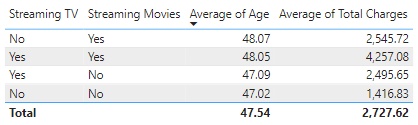 Streaming TV Streaming Movies Average of Age Average of Total Charges
No Yes 48.07 2,545.72
Yes Yes 48.05 4,257.08
Yes No 47.09 2,495.65
No No 47.02 1,416.83
Total 47.54 2,727.62